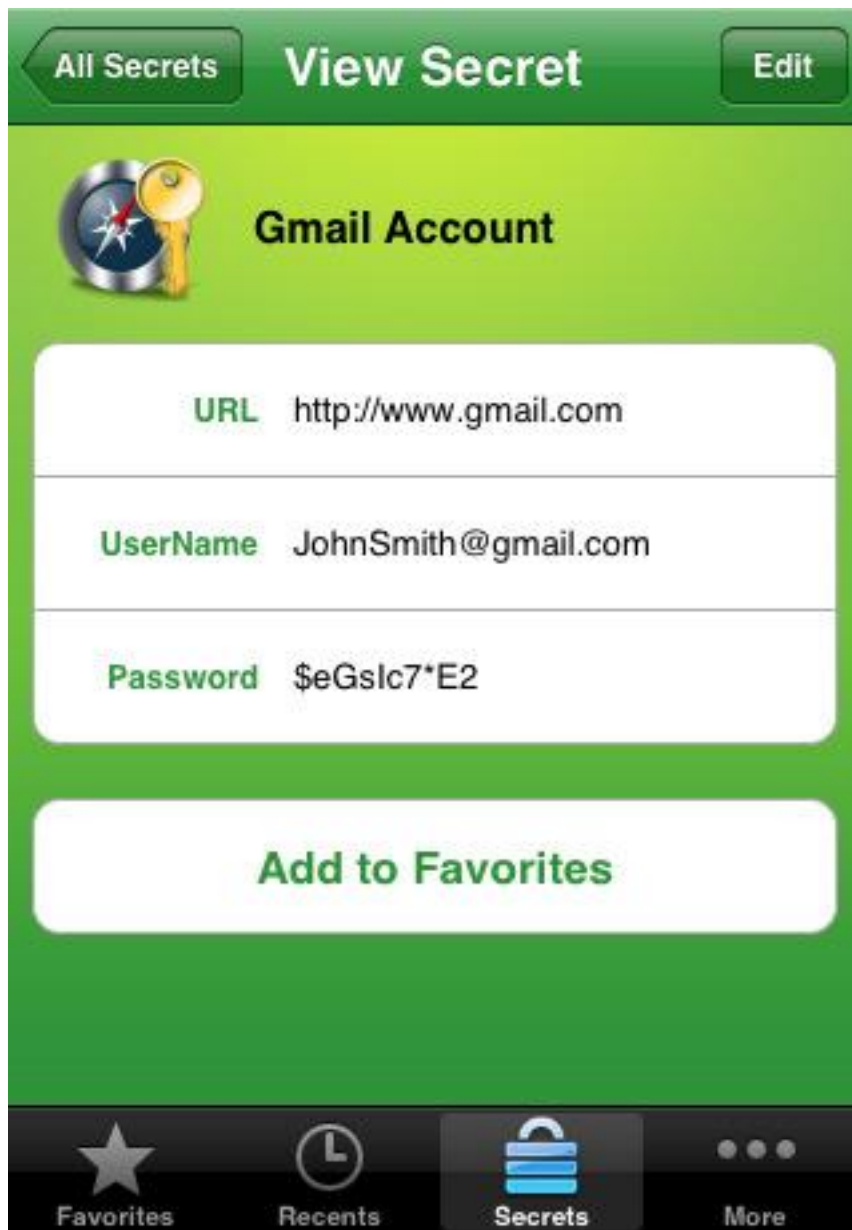 All Secrets View Secret Edit
Gmail Account
URL http://www.gmail.com
UserName JohnSmith@gmail.com
Password $eGsIc7*E2
Add to Favorites
Favorites Recents Secrets More